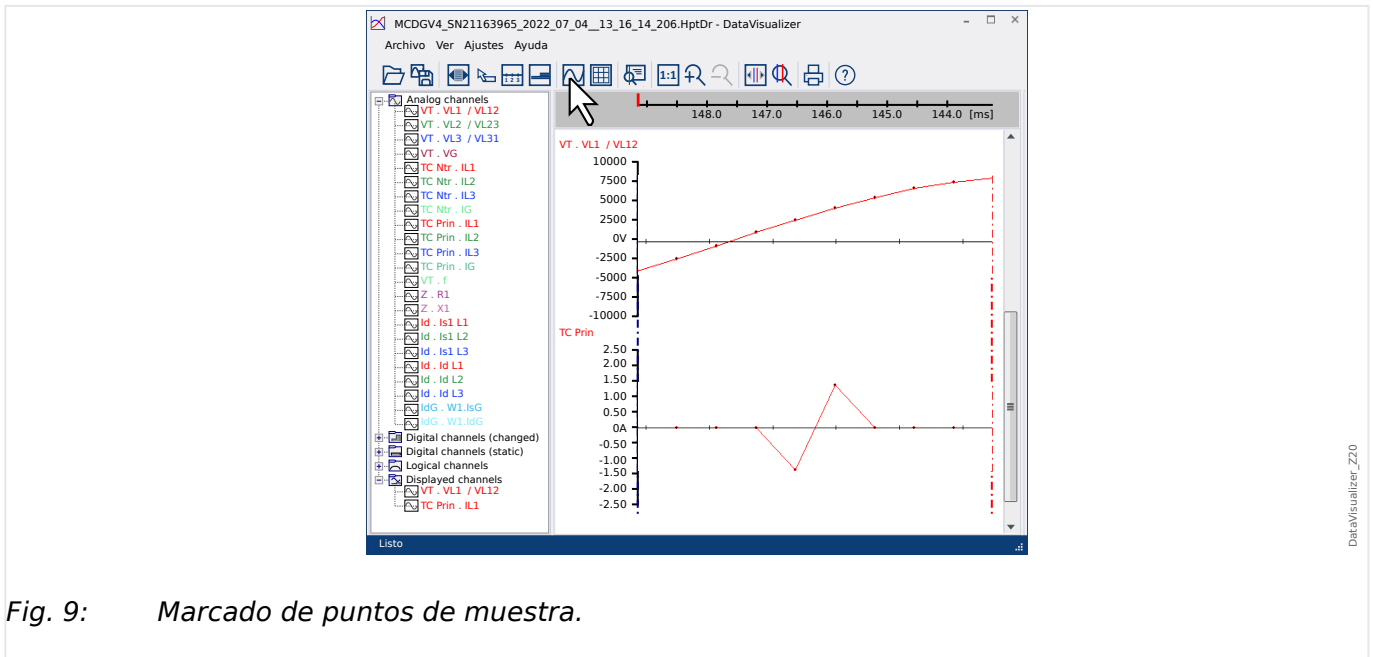 MCDGV4_SN21163965_2022_07_04__13_16_14_206.HptDr - DataVisualizer
Archivo Ver Ajustes Ayuda
1 2 3
1:1
?
Analog channels
VT . VL1 / VL12
VT . VL2 / VL23
VT . VL3 / VL31
VT . VG
TC Ntr . IL1
TC Ntr . IL2
TC Ntr . IL3
TC Ntr . IG
TC Prin . IL1
TC Prin . IL2
TC Prin . IL3
TC Prin . IG
VT . f
Z . R1
Z . X1
Id . Is1 L1
Id . Is1 L2
Id . Is1 L3
Id . Id L1
Id . Id L2
Id . Id L3
IdG . W1.IsG
IdG . W1.IdG
Digital channels (changed)
Digital channels (static)
Logical channels
Displayed channels
VT . VL1 / VL12
TC Prin . IL1
148.0 147.0 146.0 145.0 144.0 [ms]
VT . VL1 / VL12
10000
7500
5000
2500
0V
-2500
-5000
-7500
-10000
TC Prin
2.50
2.00
1.50
1.00
0.50
0A
-0.50
-1.00
-1.50
-2.00
-2.50
Listo
DataVisualizer_Z20
Fig. 9: Marcado de puntos de muestra.